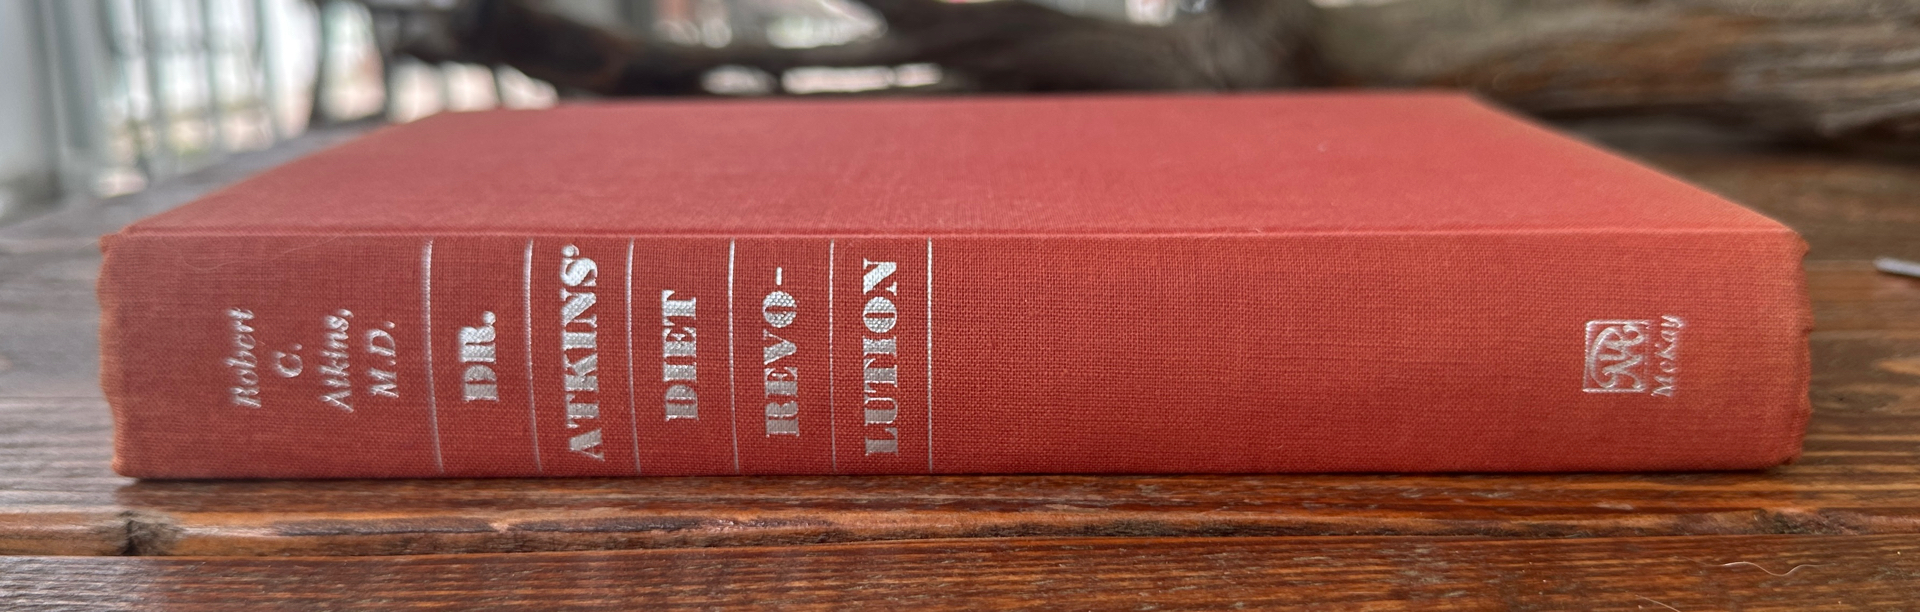 Robert
C.
Atkins,
M.D.
DR.
ATKINS'
DIET
REVO-
LUTION
McKay